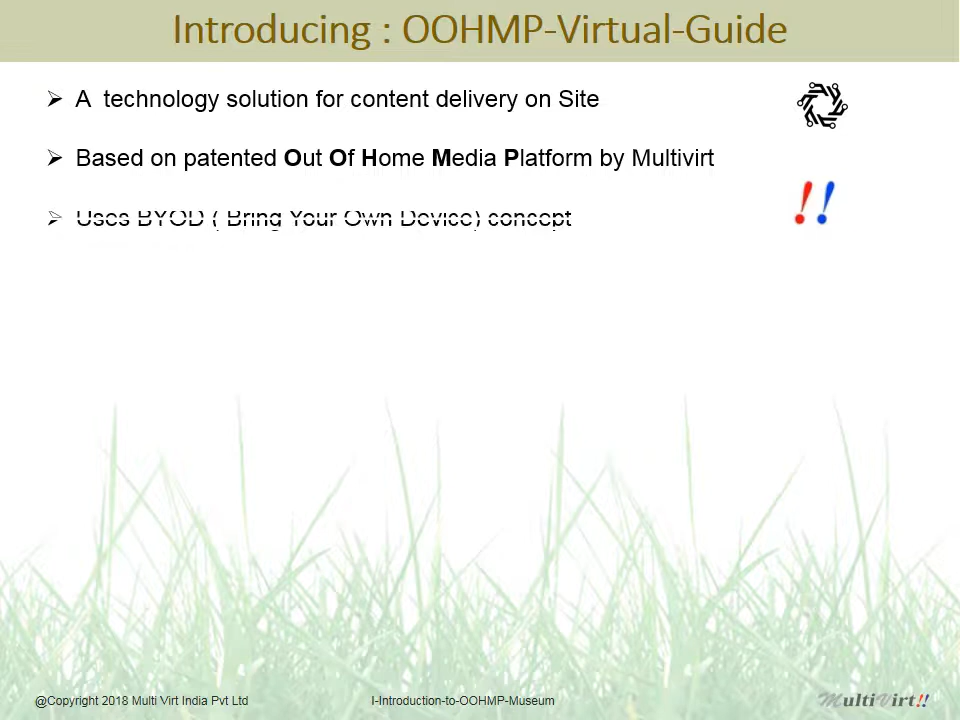 Introducing : OOHMP-Virtual-Guide
A technology solution for content delivery on Site
Based on patented Out Of Home Media Platform by Multivirt
Uses BYOD ( Bring Your Own Device) concept
@Copyright 2018 Multi Virt India Pvt Ltd
I-Introduction-to-OOHMP-Museum
MultiVirt!!